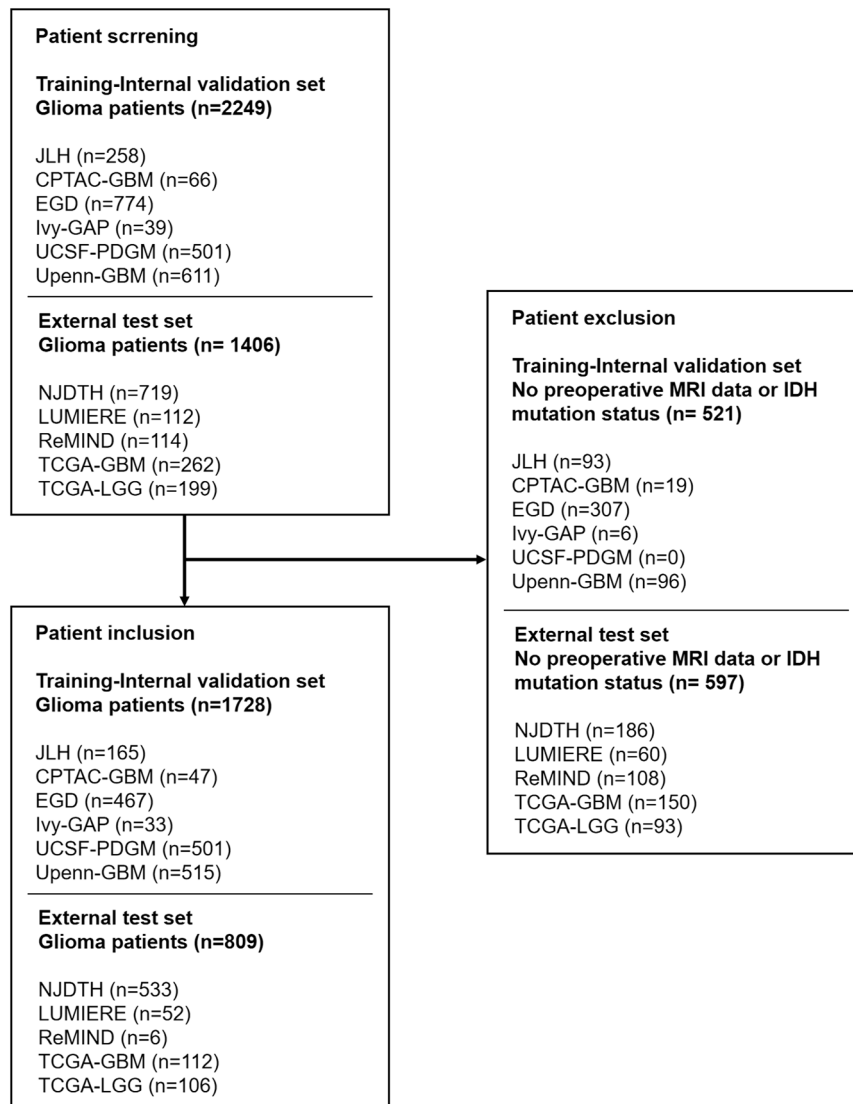 Patient scrrening
Training-Internal validation set
Glioma patients (n=2249)
JLH (n=258)
CPTAC-GBM (n=66)
EGD (n=774)
Ivy-GAP (n=39)
UCSF-PDGM (n=501)
Upenn-GBM (n=611)
External test set
Glioma patients (n= 1406)
NJDTH (n=719)
LUMIERE (n=112)
ReMIND (n=114)
TCGA-GBM (n=262)
TCGA-LGG (n=199)
Patient exclusion
Training-Internal validation set
No preoperative MRI data or IDH
mutation status (n= 521)
JLH (n=93)
CPTAC-GBM (n=19)
EGD (n=307)
Ivy-GAP (n=6)
UCSF-PDGM (n=0)
Upenn-GBM (n=96)
External test set
No preoperative MRI data or IDH
mutation status (n= 597)
NJDTH (n=186)
LUMIERE (n=60)
ReMIND (n=108)
TCGA-GBM (n=150)
TCGA-LGG (n=93)
Patient inclusion
Training-Internal validation set
Glioma patients (n=1728)
JLH (n=165)
CPTAC-GBM (n=47)
EGD (n=467)
Ivy-GAP (n=33)
UCSF-PDGM (n=501)
Upenn-GBM (n=515)
External test set
Glioma patients (n=809)
NJDTH (n=533)
LUMIERE (n=52)
ReMIND (n=6)
TCGA-GBM (n=112)
TCGA-LGG (n=106)